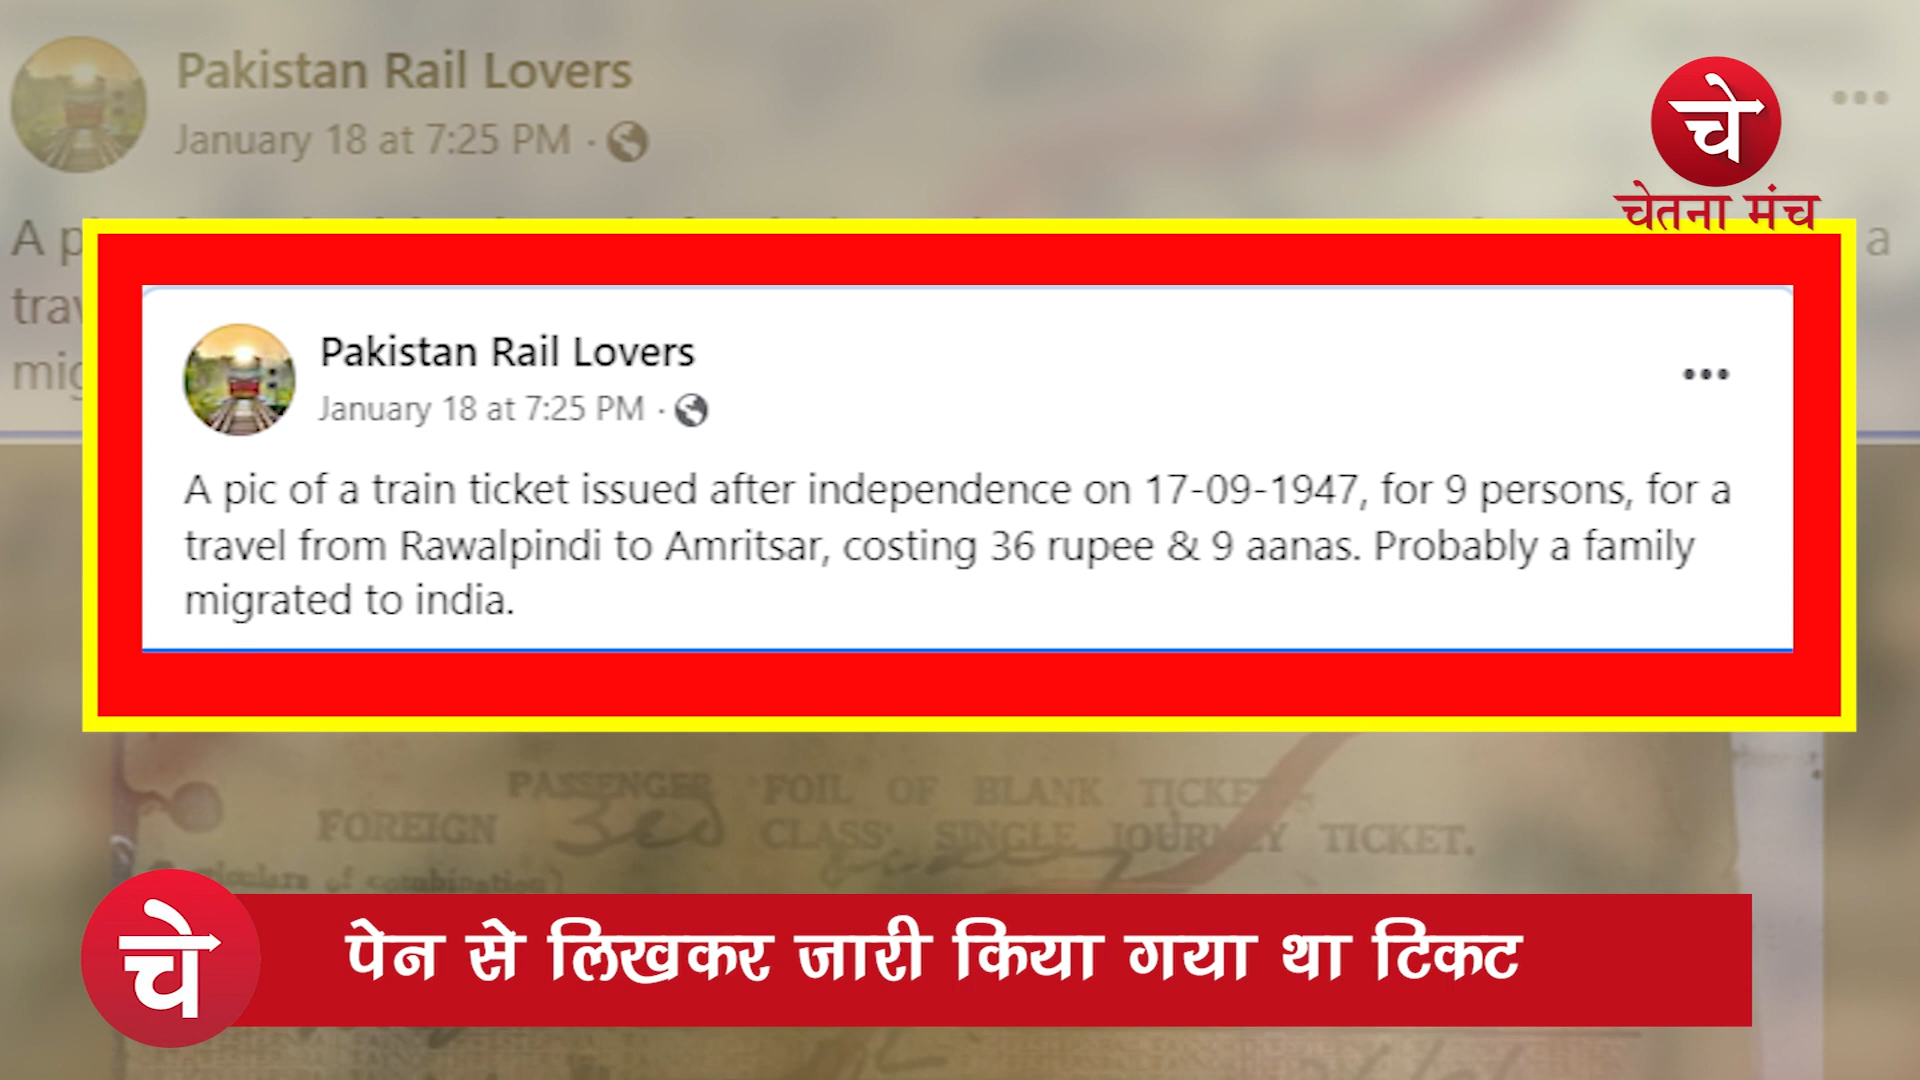 Pakistan Rail Lovers
January 18 at 7:25 PM ·
चे
चेतना मंच
A
a
Pakistan Rail Lovers
January 18 at 7:25 PM ·
A pic of a train ticket issued after independence on 17-09-1947, for 9 persons, for a
travel from Rawalpindi to Amritsar, costing 36 rupee & 9 aanas. Probably a family
migrated to india.
PASSENGER FOIL OF BLANK TICKET
FOREIGN 3rd CLASS SINGLE JOURNEY TICKET.
of combination)
चे
पेन से लिखकर जारी किया गया था टिकट